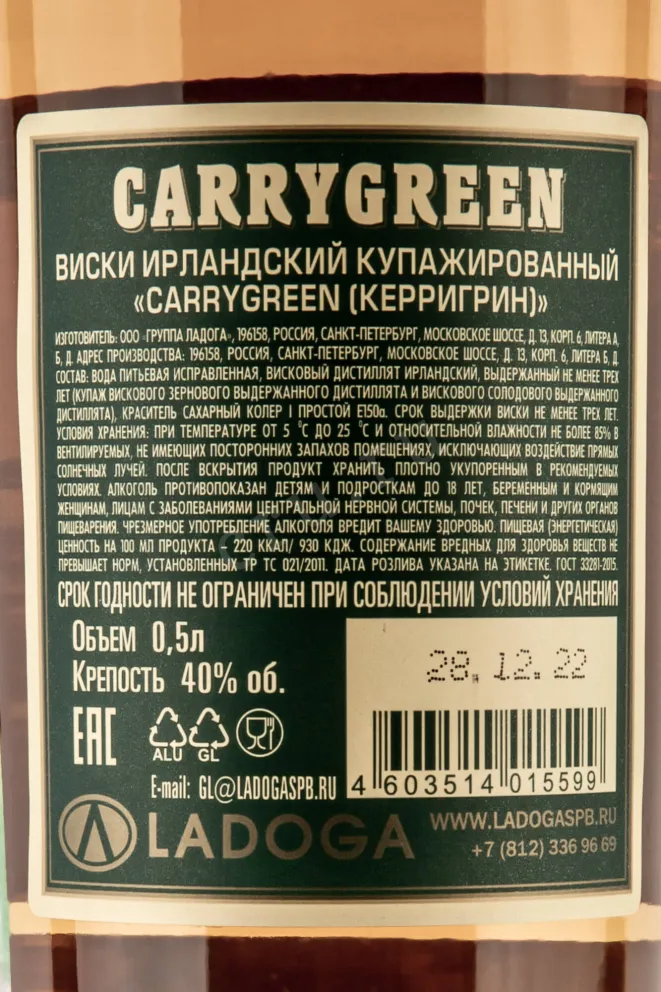 CARRYGREEN
ВИСКИ ИРЛАНДСКИЙ КУПАЖИРОВАННЫЙ
«CARRYGREEN (КЕРРИГРИН)»
ИЗГОТОВИТЕЛЬ: ООО «ГРУППА ЛАДОГА», 196158, РОССИЯ, САНКТ-ПЕТЕРБУРГ, МОСКОВСКОЕ ШОССЕ, Д. 13, КОРП. 6, ЛИТЕРА А,
Б, Д. АДРЕС ПРОИЗВОДСТВА: 196158, РОССИЯ, САНКТ-ПЕТЕРБУРГ, МОСКОВСКОЕ ШОССЕ, Д. 13, КОРП. 6, ЛИТЕРА Б, Д.
СОСТАВ: ВОДА ПИТЬЕВАЯ ИСПРАВЛЕННАЯ, ВИСКОВЫЙ ДИСТИЛЛЯТ ИРЛАНДСКИЙ, ВЫДЕРЖАННЫЙ НЕ МЕНЕЕ ТРЕХ
ЛЕТ (КУПАЖ ВИСКОВОГО ЗЕРНОВОГО ВЫДЕРЖАННОГО ДИСТИЛЛЯТА И ВИСКОВОГО СОЛОДОВОГО ВЫДЕРЖАННОГО
ДИСТИЛЛЯТА), КРАСИТЕЛЬ САХАРНЫЙ КОЛЕР I ПРОСТОЙ Е150а. СРОК ВЫДЕРЖКИ ВИСКИ НЕ МЕНЕЕ ТРЕХ ЛЕТ.
УСЛОВИЯ ХРАНЕНИЯ: ПРИ ТЕМПЕРАТУРЕ ОТ 5 °С ДО 25 °С И ОТНОСИТЕЛЬНОЙ ВЛАЖНОСТИ НЕ БОЛЕЕ 85% В
ВЕНТИЛИРУЕМЫХ, НЕ ИМЕЮЩИХ ПОСТОРОННИХ ЗАПАХОВ ПОМЕЩЕНИЯХ, ИСКЛЮЧАЮЩИХ ВОЗДЕЙСТВИЕ ПРЯМЫХ
СОЛНЕЧНЫХ ЛУЧЕЙ. ПОСЛЕ ВСКРЫТИЯ ПРОДУКТ ХРАНИТЬ ПЛОТНО УКУПОРЕННЫМ В РЕКОМЕНДУЕМЫХ
УСЛОВИЯХ. АЛКОГОЛЬ ПРОТИВОПОКАЗАН ДЕТЯМ И ПОДРОСТКАМ ДО 18 ЛЕТ, БЕРЕМЕННЫМ И КОРМЯЩИМ
ЖЕНЩИНАМ, ЛИЦАМ С ЗАБОЛЕВАНИЯМИ ЦЕНТРАЛЬНОЙ НЕРВНОЙ СИСТЕМЫ, ПОЧЕК, ПЕЧЕНИ И ДРУГИХ ОРГАНОВ
ПИЩЕВАРЕНИЯ. ЧРЕЗМЕРНОЕ УПОТРЕБЛЕНИЕ АЛКОГОЛЯ ВРЕДИТ ВАШЕМУ ЗДОРОВЬЮ. ПИЩЕВАЯ (ЭНЕРГЕТИЧЕСКАЯ)
ЦЕННОСТЬ НА 100 МЛ ПРОДУКТА - 220 ККАЛ/ 930 КДЖ. СОДЕРЖАНИЕ ВРЕДНЫХ ДЛЯ ЗДОРОВЬЯ ВЕЩЕСТВ НЕ
ПРЕВЫШАЕТ НОРМ, УСТАНОВЛЕННЫХ ТР ТС 021/2011. ДАТА РОЗЛИВА УКАЗАНА НА ЭТИКЕТКЕ. ГОСТ 33281-2015.
СРОК ГОДНОСТИ НЕ ОГРАНИЧЕН ПРИ СОБЛЮДЕНИИ УСЛОВИЙ ХРАНЕНИЯ
ОБЪЕМ 0,5л
КРЕПОСТЬ 40% об.
28.12.22
EAC
ALU GL
4 603514 015599
E-mail: GL@LADOGASPB.RU
LADOGA
WWW.LADOGASPB.RU
+7 (812) 336 96 69